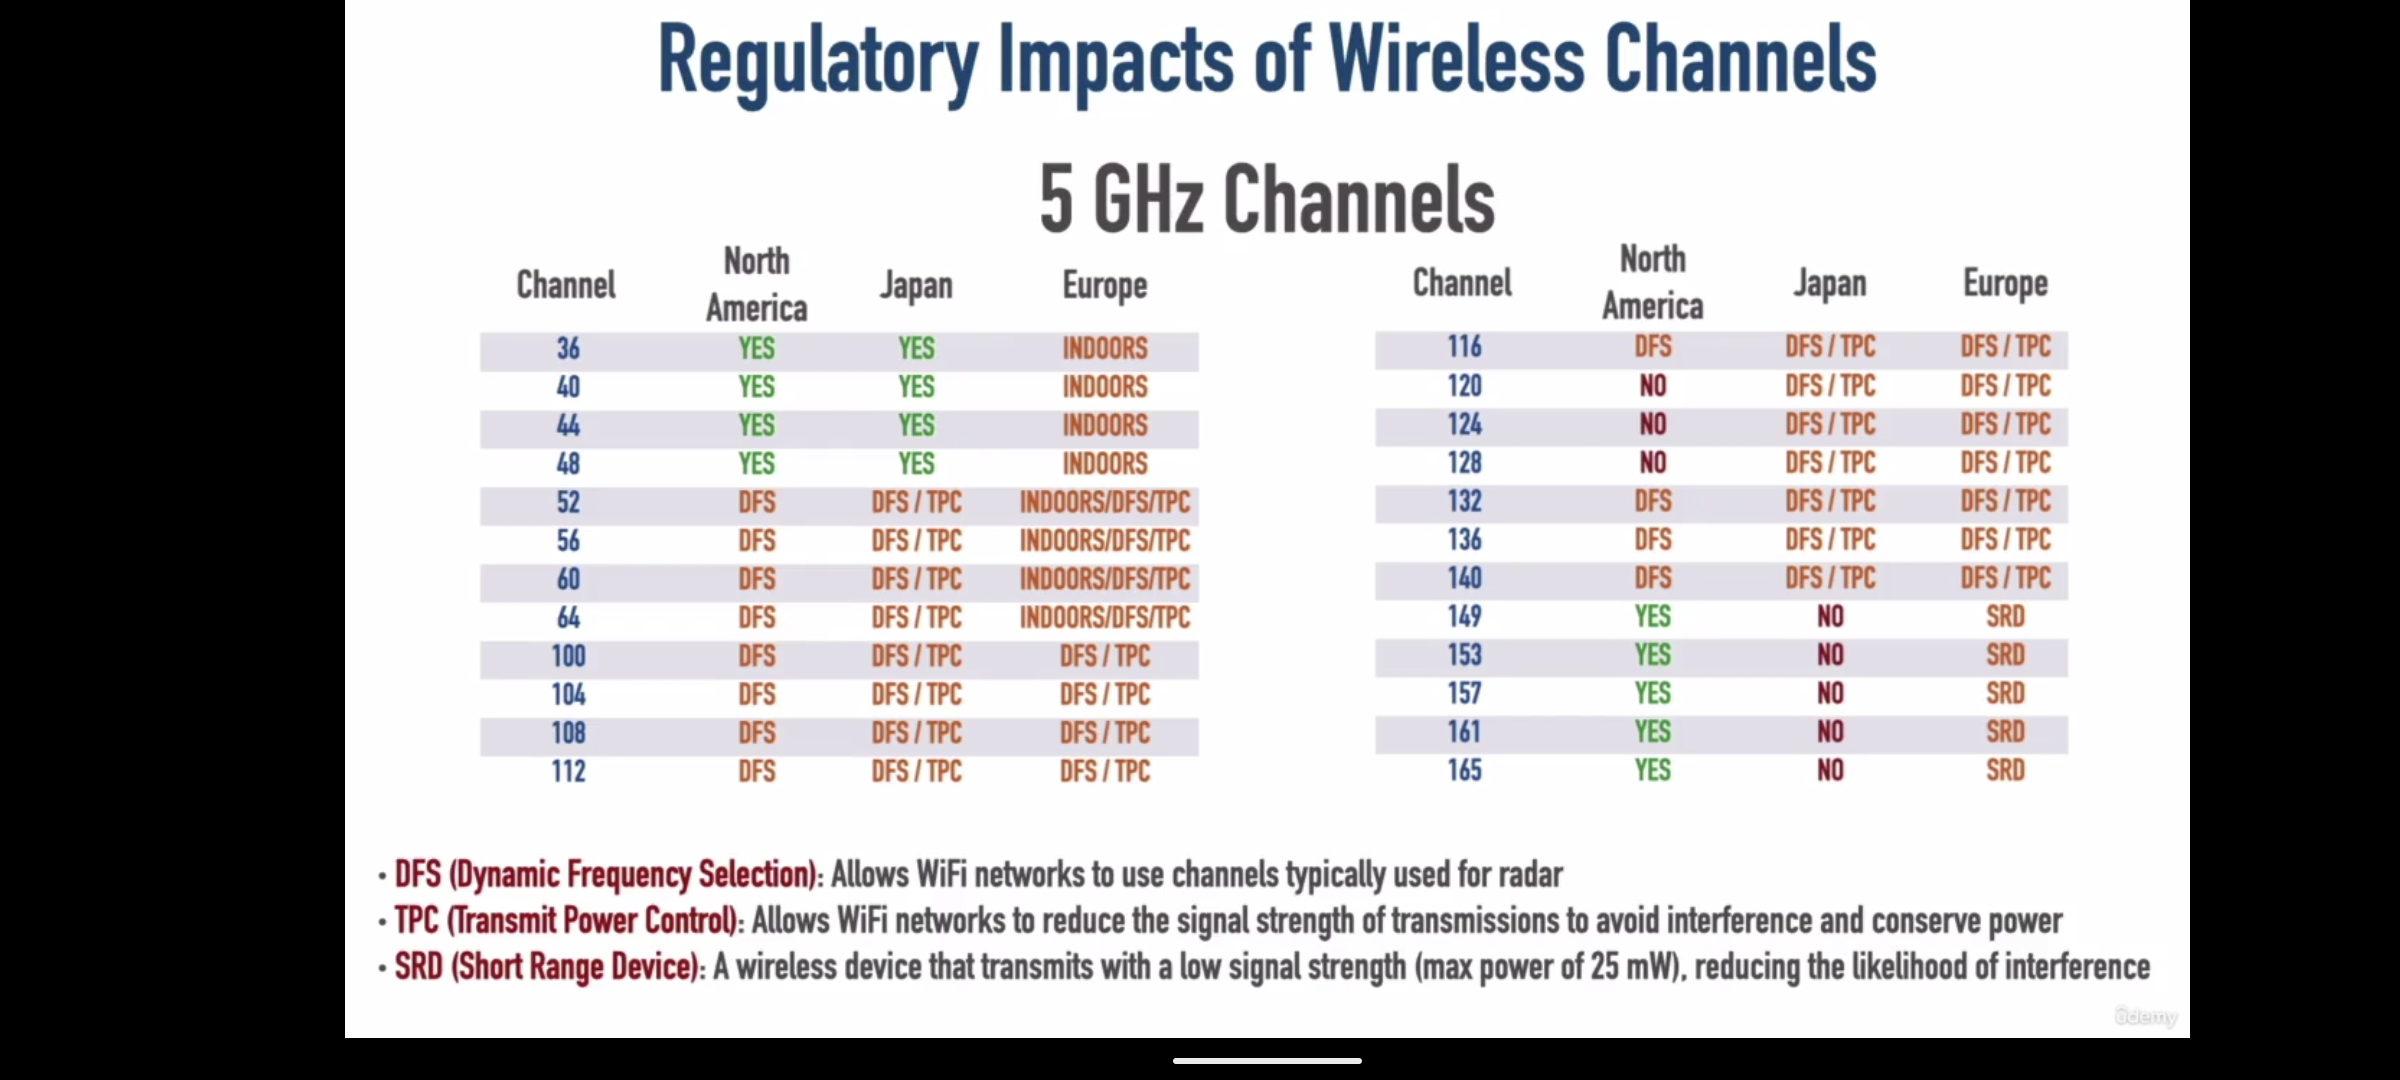 Regulatory Impacts of Wireless Channels
5 GHz Channels
Channel North America Japan Europe
36 YES YES INDOORS
40 YES YES INDOORS
44 YES YES INDOORS
48 YES YES INDOORS
52 DFS DFS / TPC INDOORS/DFS/TPC
56 DFS DFS / TPC INDOORS/DFS/TPC
60 DFS DFS / TPC INDOORS/DFS/TPC
64 DFS DFS / TPC INDOORS/DFS/TPC
100 DFS DFS / TPC DFS / TPC
104 DFS DFS / TPC DFS / TPC
108 DFS DFS / TPC DFS / TPC
112 DFS DFS / TPC DFS / TPC
Channel North America Japan Europe
116 DFS DFS / TPC DFS / TPC
120 NO DFS / TPC DFS / TPC
124 NO DFS / TPC DFS / TPC
128 NO DFS / TPC DFS / TPC
132 DFS DFS / TPC DFS / TPC
136 DFS DFS / TPC DFS / TPC
140 DFS DFS / TPC DFS / TPC
149 YES NO SRD
153 YES NO SRD
157 YES NO SRD
161 YES NO SRD
165 YES NO SRD
• DFS (Dynamic Frequency Selection): Allows WiFi networks to use channels typically used for radar
• TPC (Transmit Power Control): Allows WiFi networks to reduce the signal strength of transmissions to avoid interference and conserve power
• SRD (Short Range Device): A wireless device that transmits with a low signal strength (max power of 25 mW), reducing the likelihood of interference
ûdemy